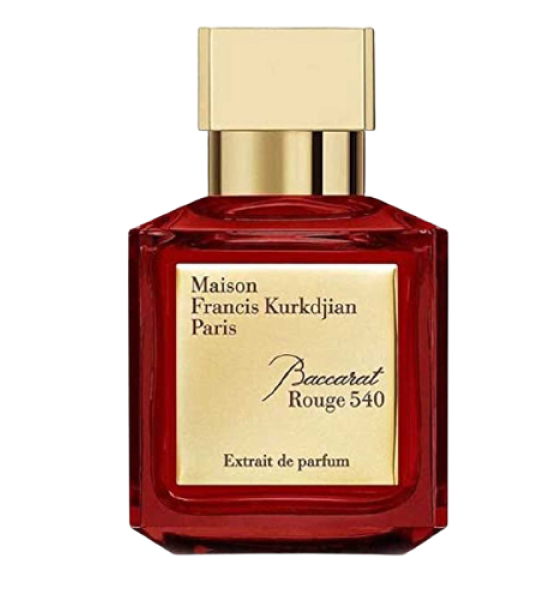 Maison
Francis Kurkdjian
Paris
Baccarat
Rouge 540
Extrait de parfum